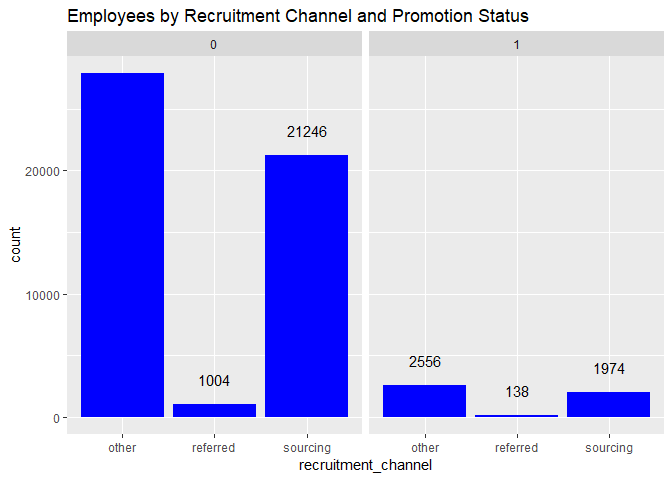 Employees by Recruitment Channel and Promotion Status
0 1
21246
20000
count
10000
2556
1974
1004
138
0
other referred sourcing other referred sourcing
recruitment_channel